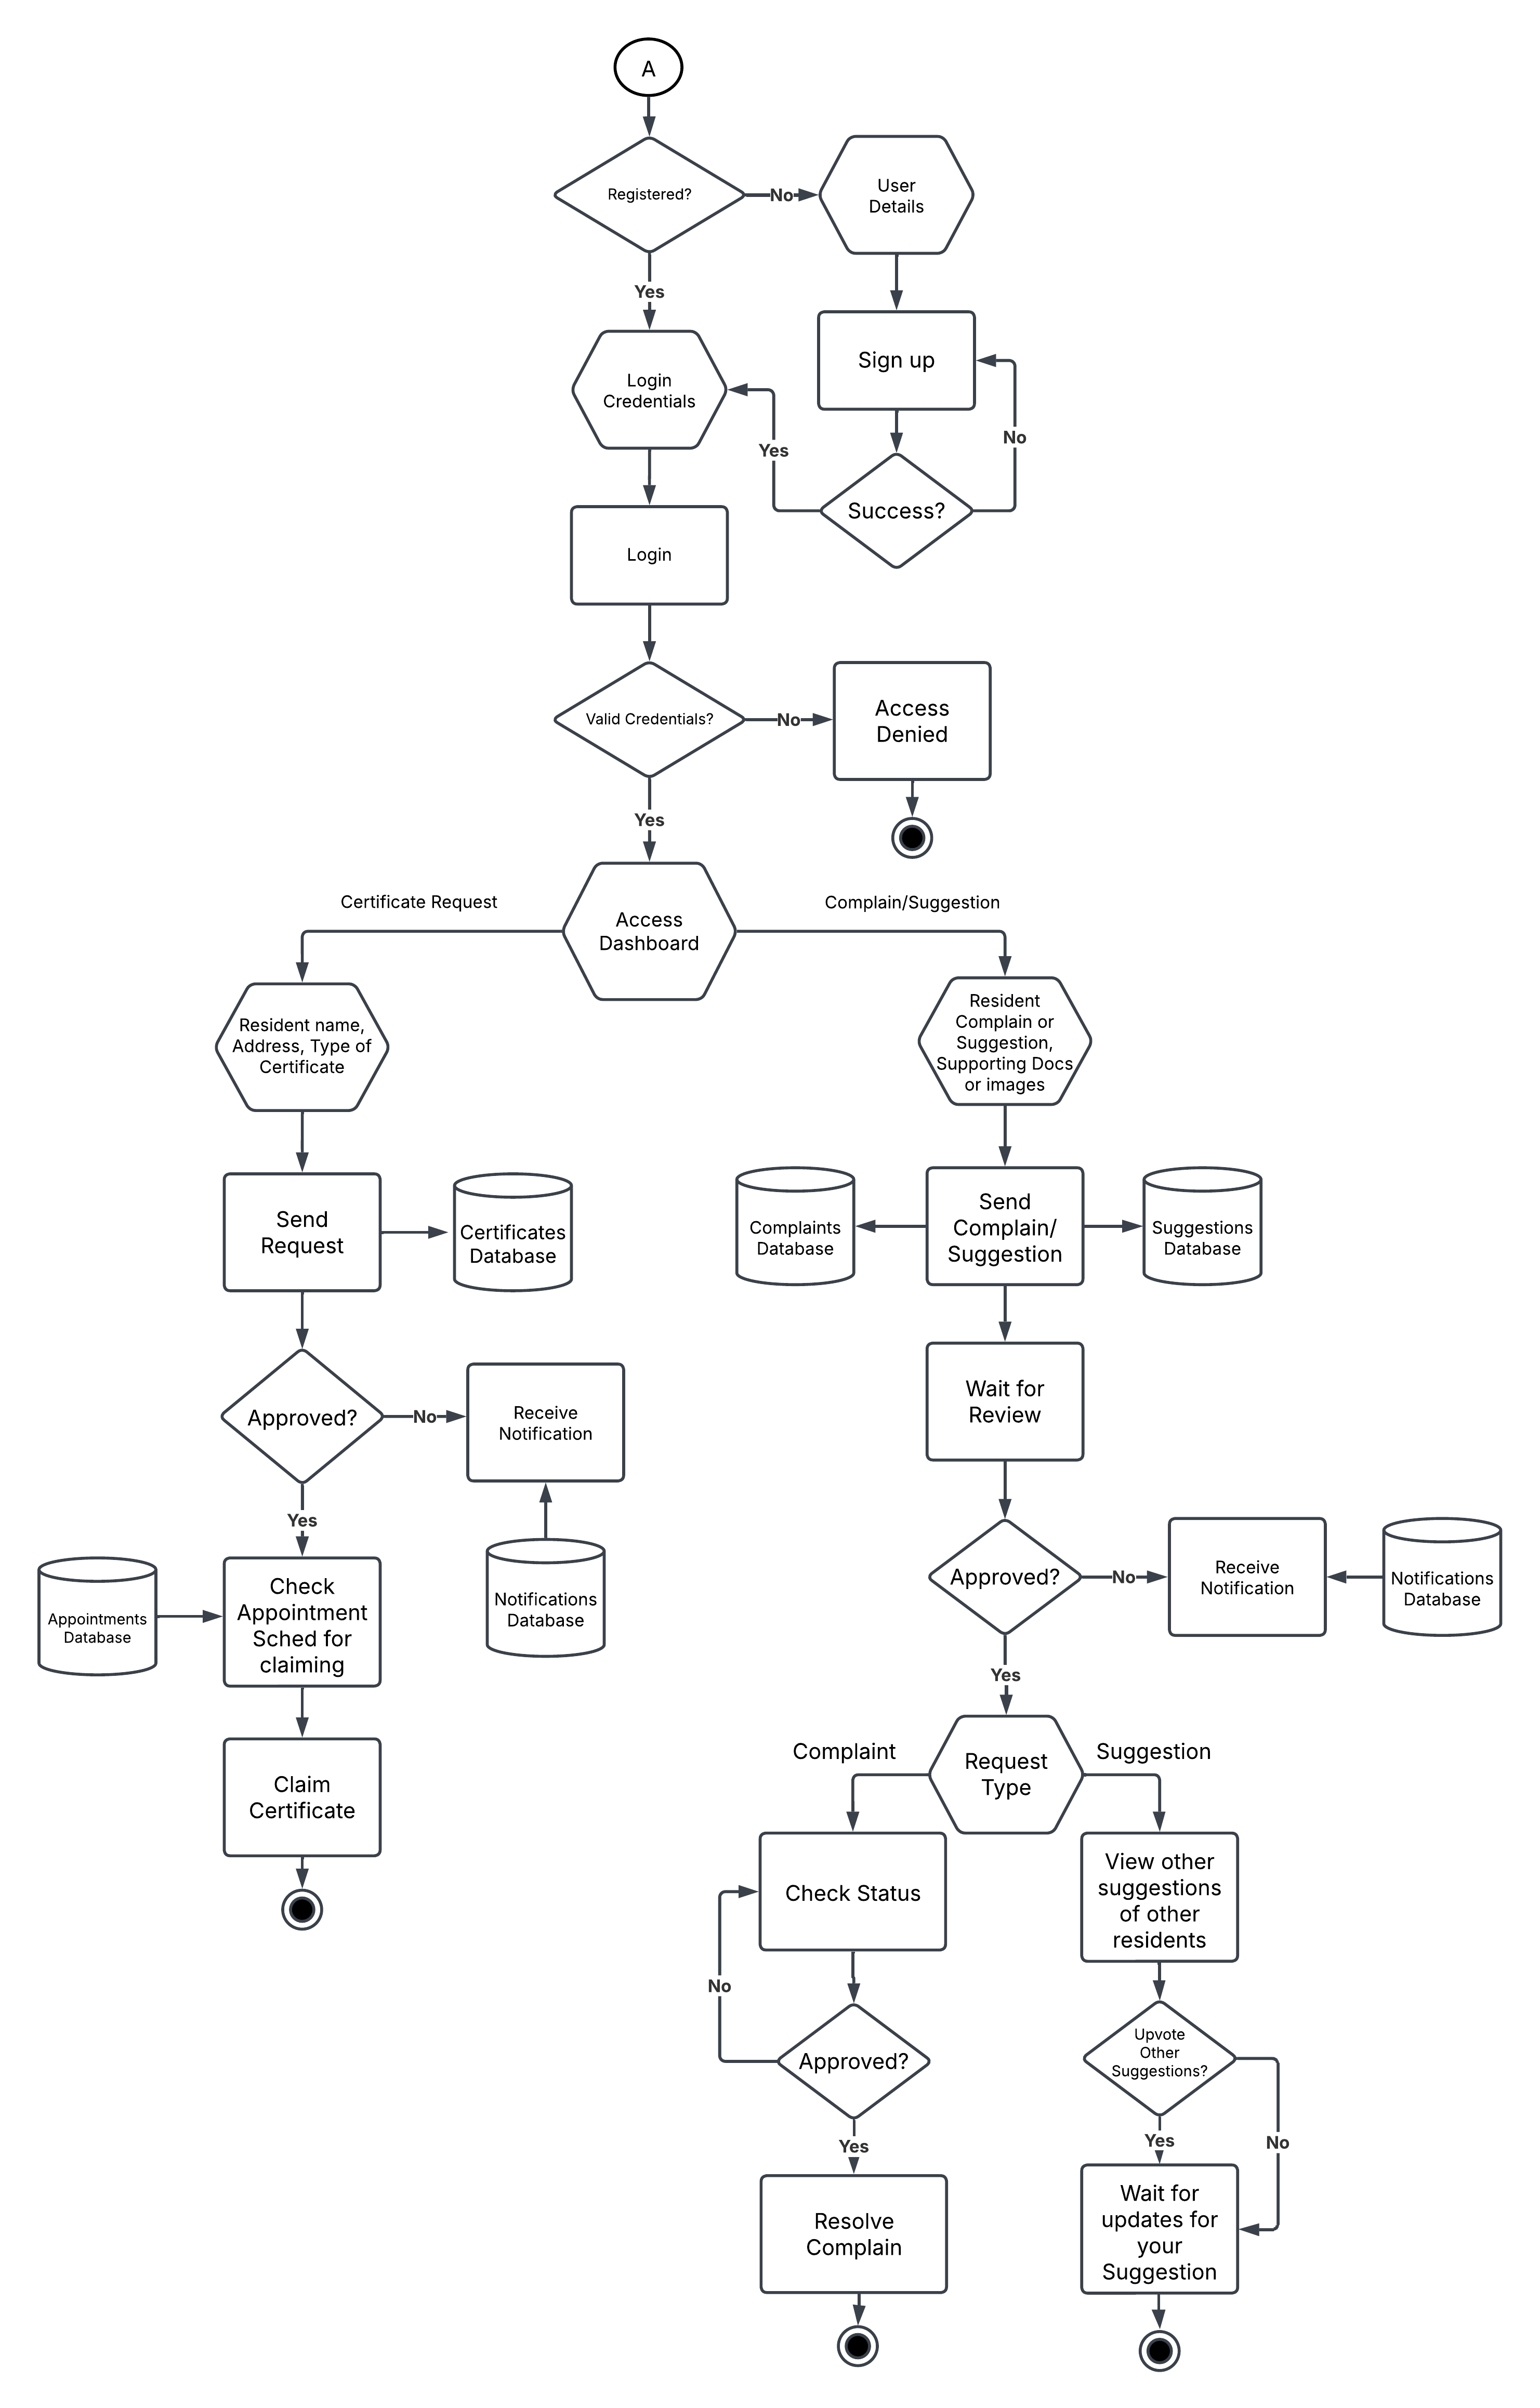 A
Registered?
No
User
Details
Yes
Sign up
Login
Credentials
Yes
No
Success?
Login
Valid Credentials?
No
Access
Denied
Yes
Certificate Request
Access
Dashboard
Complain/Suggestion
Resident name,
Address, Type of
Certificate
Resident
Complain or
Suggestion,
Supporting Docs
or images
Send
Request
Certificates
Database
Complaints
Database
Send
Complain/
Suggestion
Suggestions
Database
Approved?
No
Receive
Notification
Wait for
Review
Yes
Appointments
Database
Check
Appointment
Sched for
claiming
Notifications
Database
Approved?
No
Receive
Notification
Notifications
Database
Yes
Claim
Certificate
Complaint
Request
Type
Suggestion
Check Status
View other
suggestions
of other
residents
No
Approved?
Upvote
Other
Suggestions?
Yes
Yes
No
Resolve
Complain
Wait for
updates for
your
Suggestion